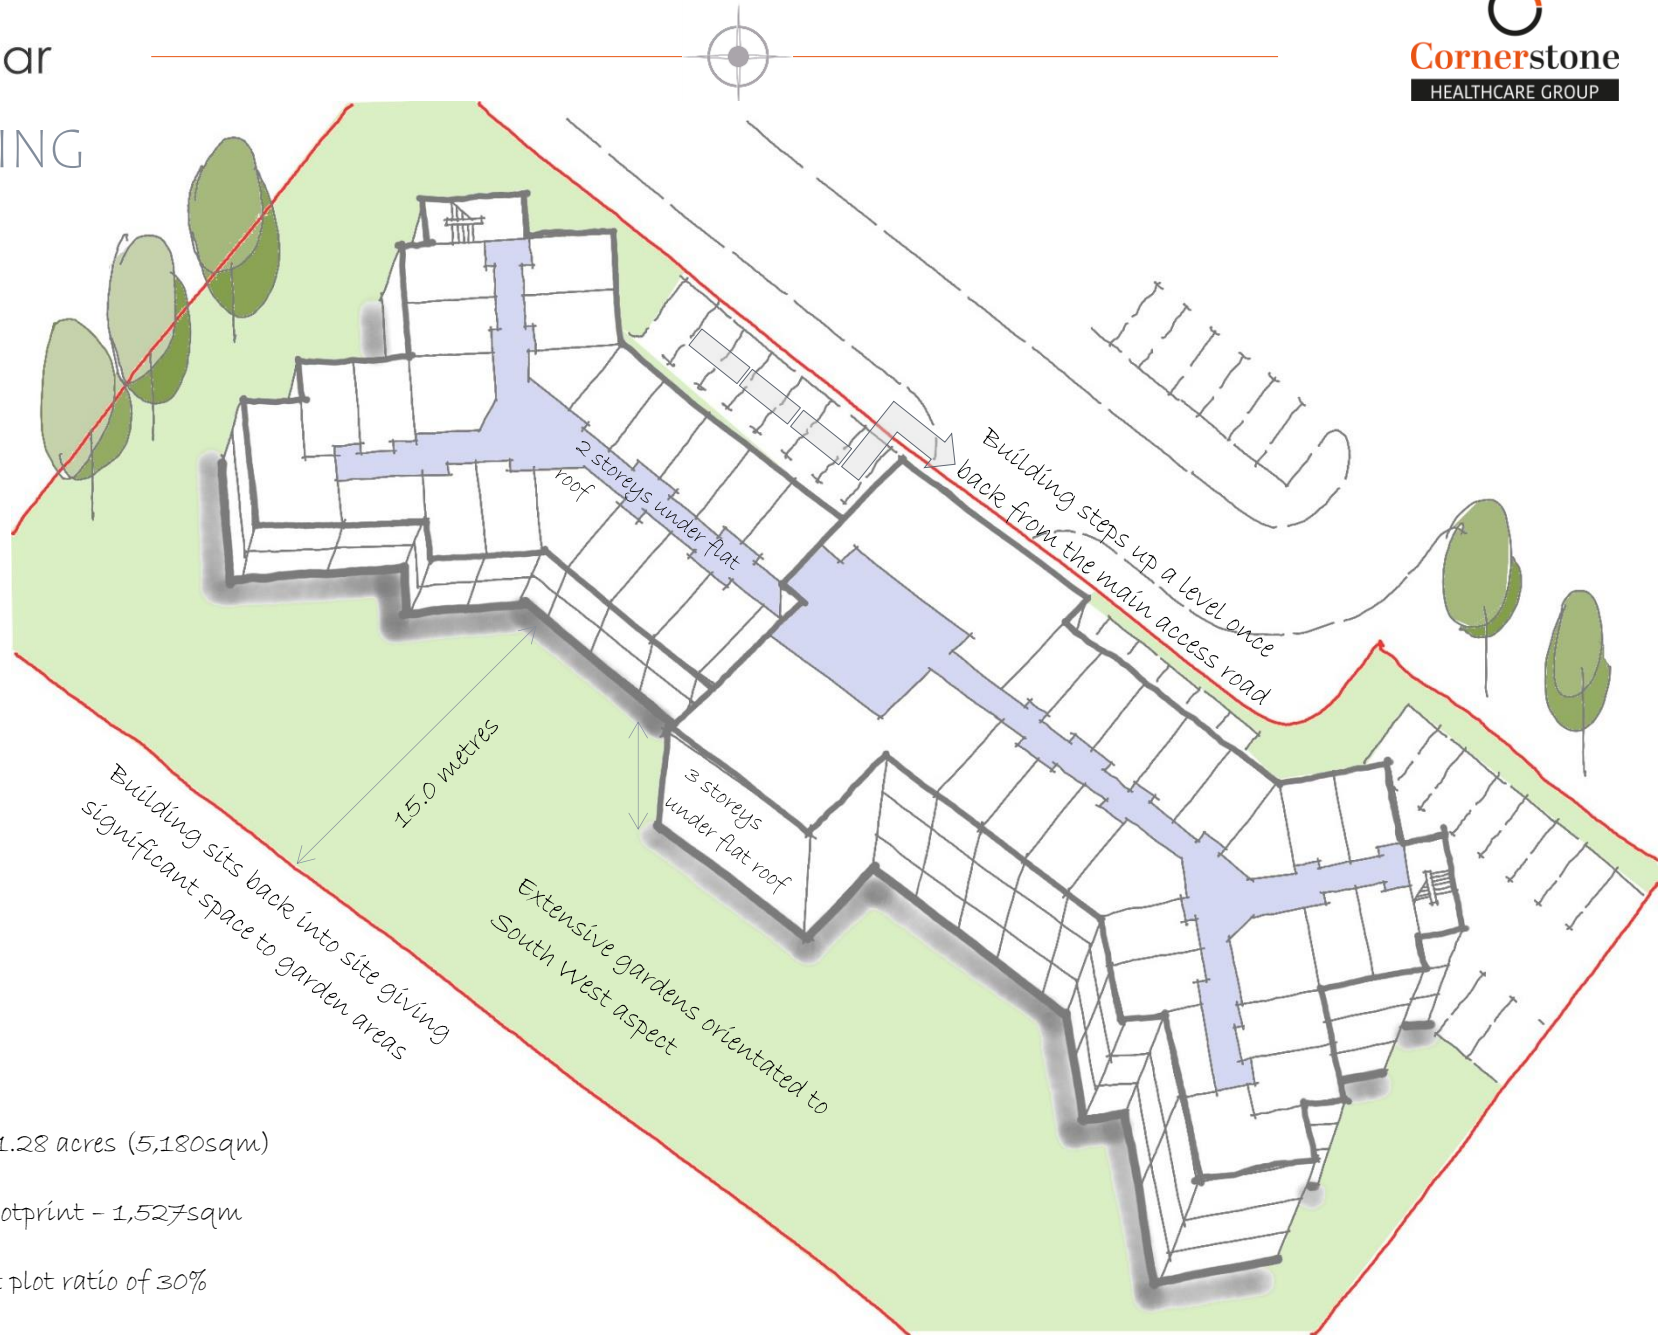 ar
ING
Cornerstone
HEALTHCARE GROUP
2 storeys under flat
roof
Building steps up a level once
back from the main access road
15.0 metres
3 storeys
under flat roof
Building sits back into site giving
significant space to garden areas
Extensive gardens orientated to
South West aspect
1.28 acres (5,180sqm)
otprint - 1,527sqm
t plot ratio of 30%